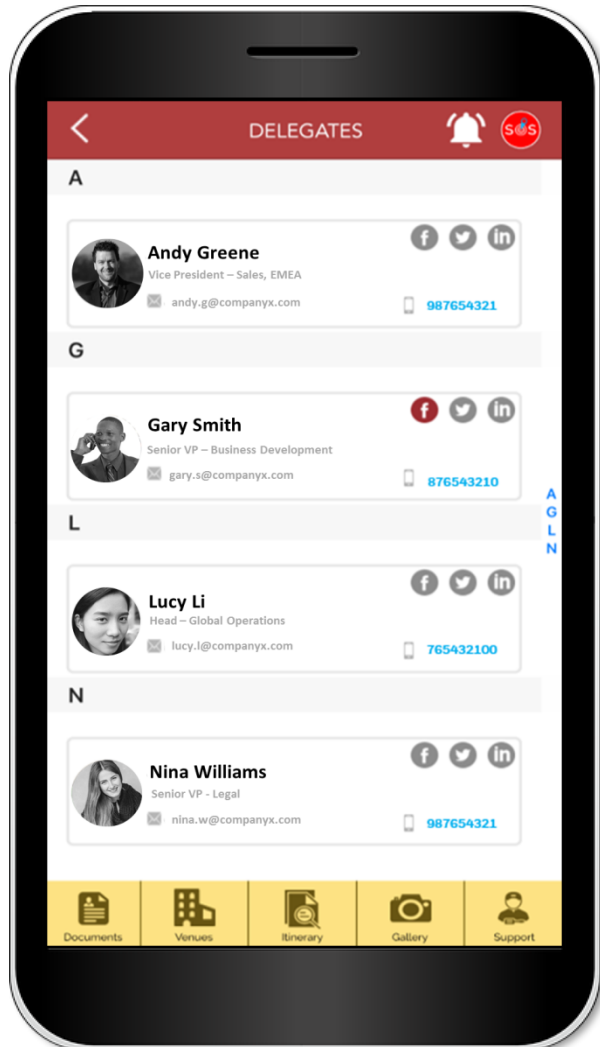 DELEGATES
SOS
A
Andy Greene
Vice President – Sales, EMEA
andy.g@companyx.com
987654321
G
Gary Smith
Senior VP – Business Development
gary.s@companyx.com
876543210
A
G
L
N
L
Lucy Li
Head – Global Operations
lucy.l@companyx.com
765432100
N
Nina Williams
Senior VP - Legal
nina.w@companyx.com
987654321
Documents
Venues
Itinerary
Gallery
Support